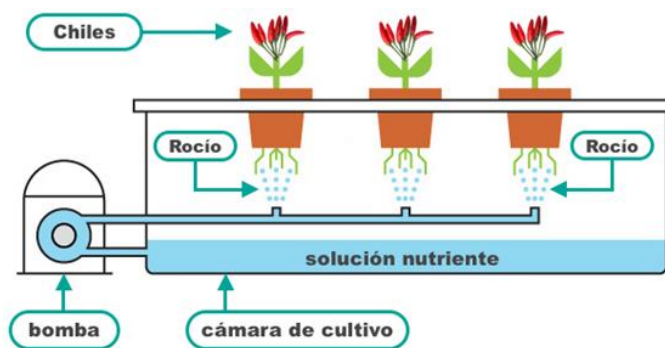 Chiles
Rocío
Rocío
solución nutriente
bomba
cámara de cultivo